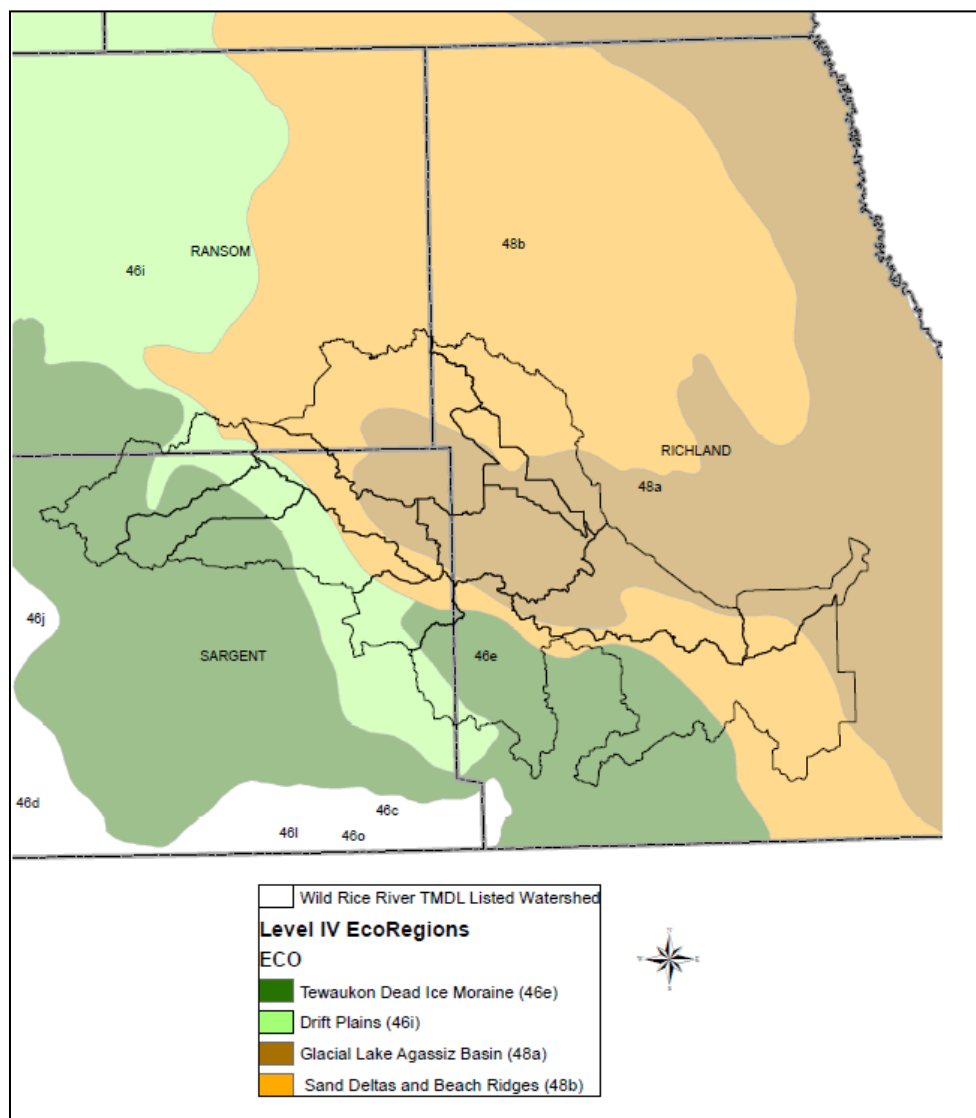 48b
RANSOM
46i
RICHLAND
48a
46j
SARGENT
46e
46d
46c
46l
46o
Wild Rice River TMDL Listed Watershed
Level IV EcoRegions
ECO
Tewaukon Dead Ice Moraine (46e)
Drift Plains (46i)
Glacial Lake Agassiz Basin (48a)
Sand Deltas and Beach Ridges (48b)